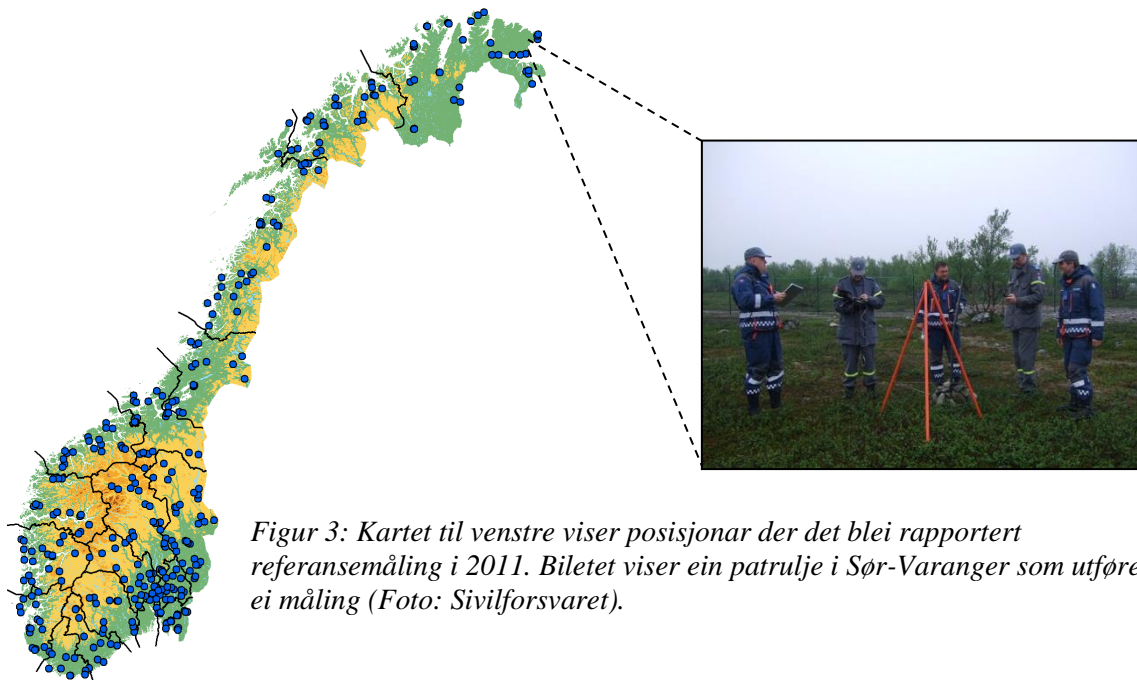 Figur 3: Kartet til venstre viser posisjonar der det blei rapportert
referansemåling i 2011. Biletet viser ein patrulje i Sør-Varanger som utføre
ei måling (Foto: Sivilforsvaret).